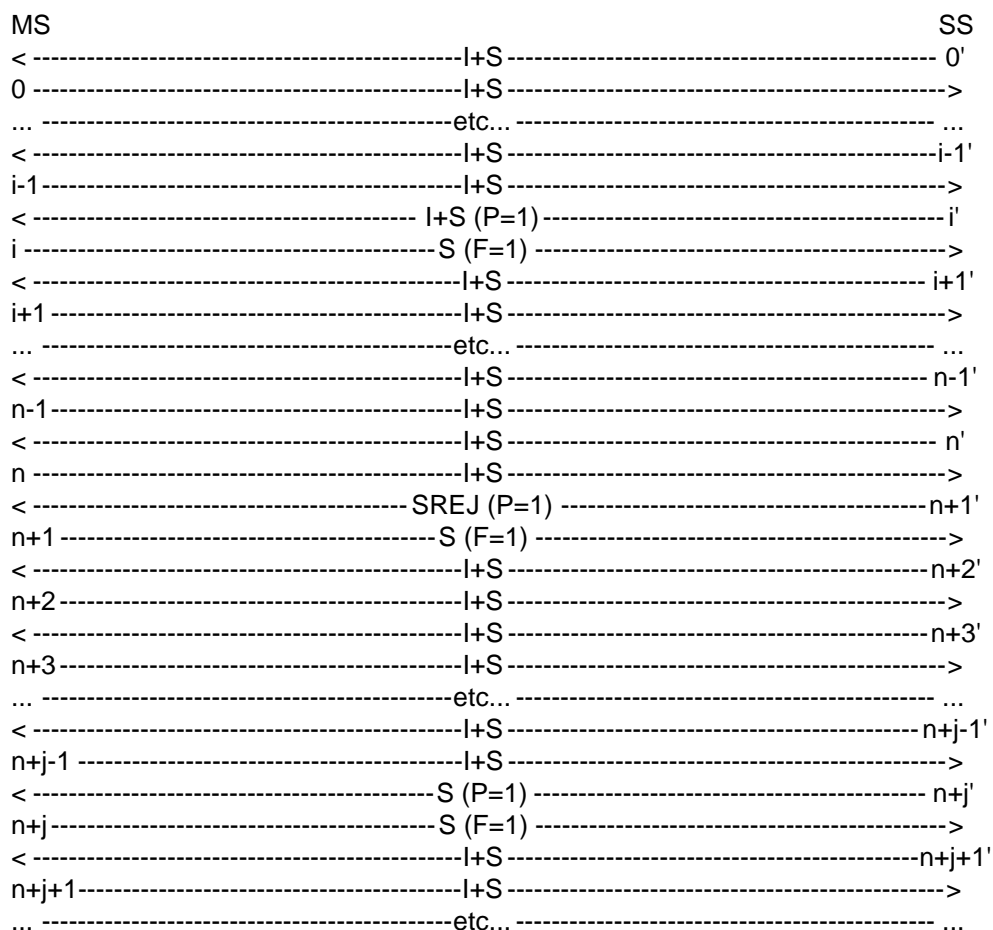 MS SS
< ------------------------------------------------I+S ------------------------------------------------ 0'
0 ------------------------------------------------I+S ------------------------------------------------->
... ----------------------------------------------etc... ----------------------------------------------- ...
< ------------------------------------------------I+S ------------------------------------------------i-1'
i-1-----------------------------------------------I+S ------------------------------------------------->
< ------------------------------------------- I+S (P=1)---------------------------------------------i'
i ----------------------------------------------S (F=1) ---------------------------------------------->
< ------------------------------------------------I+S ----------------------------------------------- i+1'
i+1 ----------------------------------------------I+S ------------------------------------------------->
... ----------------------------------------------etc... ----------------------------------------------- ...
< ------------------------------------------------I+S ----------------------------------------------- n-1'
n-1-----------------------------------------------I+S ------------------------------------------------->
< ------------------------------------------------I+S ------------------------------------------------ n'
n ------------------------------------------------I+S ------------------------------------------------->
< ------------------------------------------SREJ (P=1) -----------------------------------------n+1'
n+1 ------------------------------------------S (F=1) ---------------------------------------------->
< ------------------------------------------------I+S -----------------------------------------------n+2'
n+2-----------------------------------------------I+S ------------------------------------------------->
< ------------------------------------------------I+S -----------------------------------------------n+3'
n+3-----------------------------------------------I+S ------------------------------------------------->
... ----------------------------------------------etc... ----------------------------------------------- ...
< ------------------------------------------------I+S ---------------------------------------------- n+j-1'
n+j-1 --------------------------------------------I+S ------------------------------------------------->
< ---------------------------------------------S (P=1) -------------------------------------------- n+j'
n+j-------------------------------------------S (F=1) ---------------------------------------------->
< ------------------------------------------------I+S ----------------------------------------------n+j+1'
n+j+1---------------------------------------------I+S ------------------------------------------------->
... ----------------------------------------------etc... ----------------------------------------------- ...